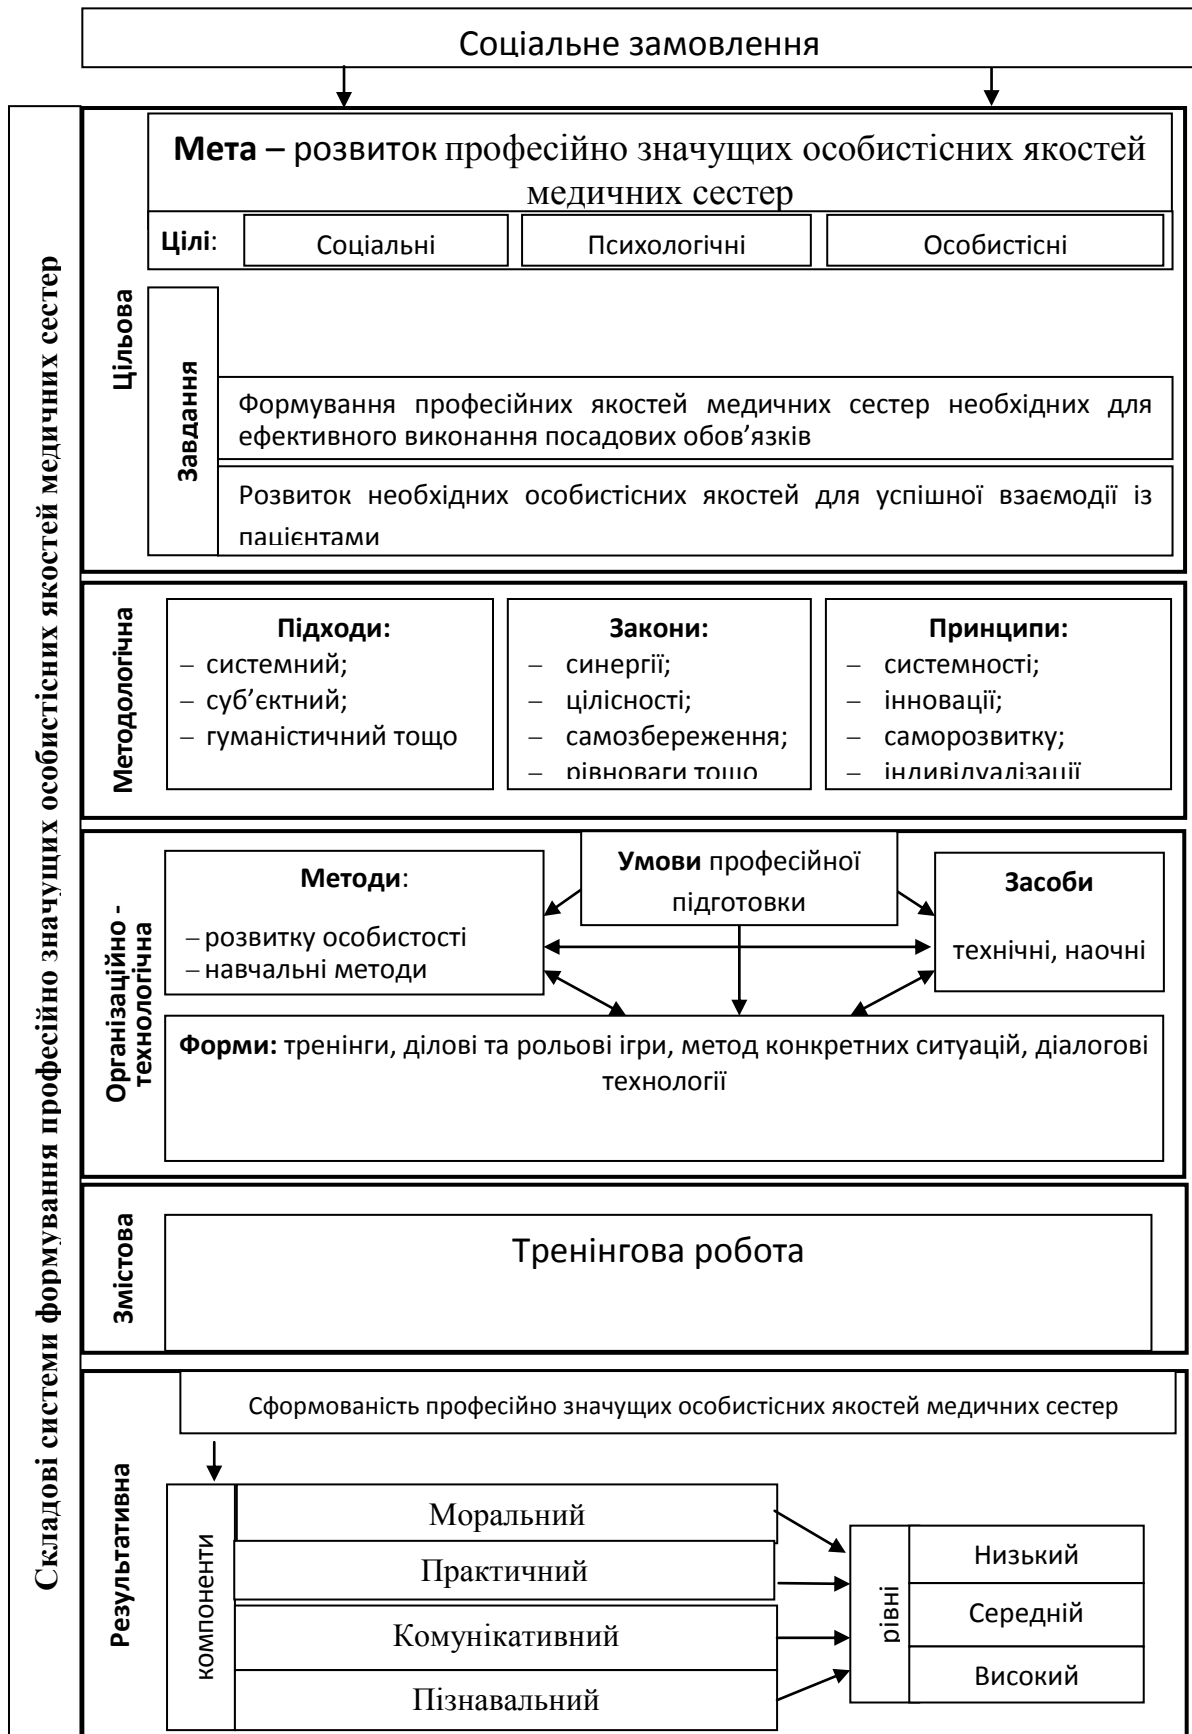 Соціальне замовлення
Складові системи формування професійно значущих особистісних якостей медичних сестер
Цільова
Мета – розвиток професійно значущих особистісних якостей
медичних сестер
Цілі:
Соціальні
Психологічні
Особистісні
Завдання
Формування професійних якостей медичних сестер необхідних для
ефективного виконання посадових обов’язків
Розвиток необхідних особистісних якостей для успішної взаємодії із
пацієнтами
Методологічна
Підходи:
– системний;
– суб’єктний;
– гуманістичний тощо
Закони:
– синергії;
– цілісності;
– самозбереження;
– рівноваги тощо
Принципи:
– системності;
– інновації;
– саморозвитку;
– індивідуалізації
Організаційно -
технологічна
Методи:
– розвитку особистості
– навчальні методи
Умови професійної
підготовки
Засоби
технічні, наочні
Форми: тренінги, ділові та рольові ігри, метод конкретних ситуацій, діалогові
технології
Змістова
Тренінгова робота
Результативна
Сформованість професійно значущих особистісних якостей медичних сестер
компоненти
Моральний
Практичний
Комунікативний
Пізнавальний
рівні
Низький
Середній
Високий